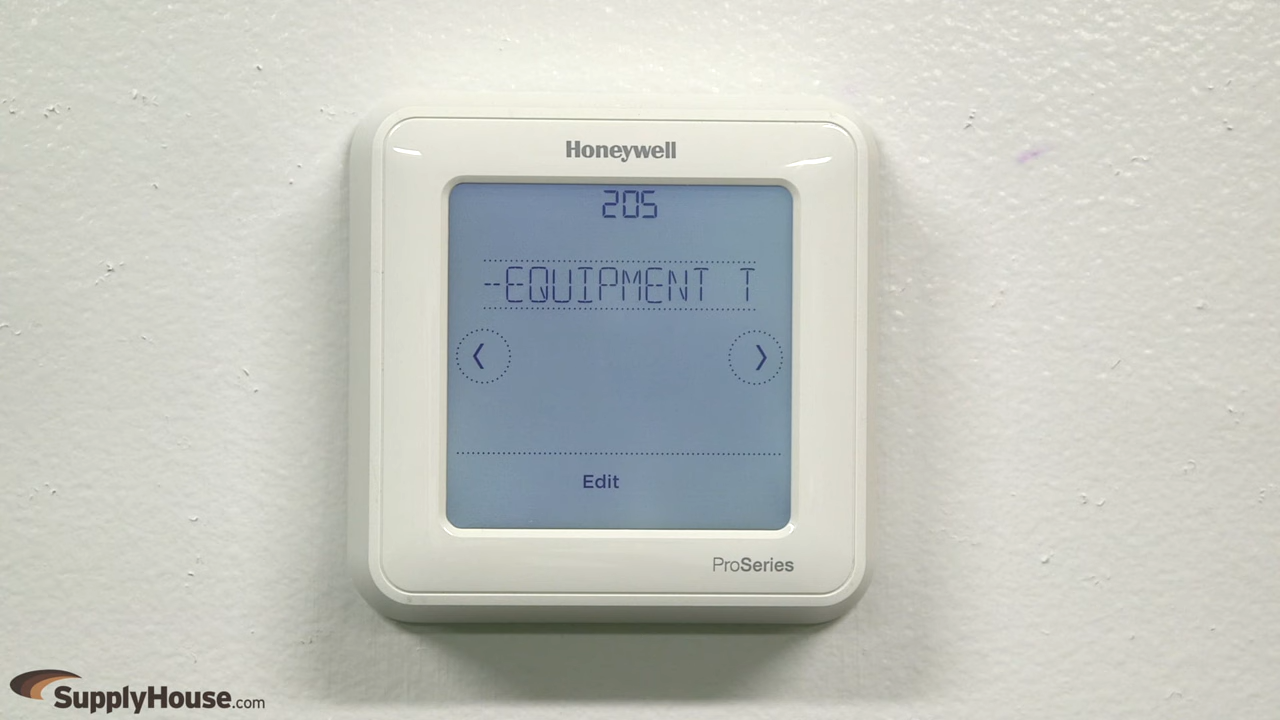 Honeywell
205
--EQUIPMENT T
Edit
ProSeries
SupplyHouse.com